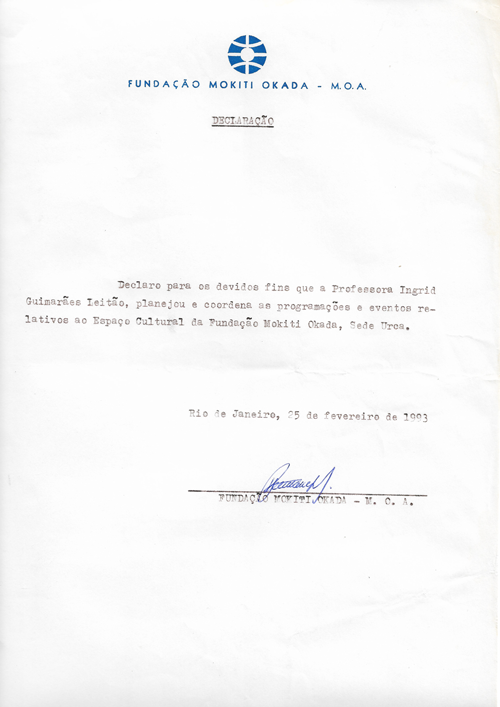 FUNDAÇÃO MOKITI OKADA - M.O.A.
DECLARAÇÃO
Declaro para os devidos fins que a Professora Ingrid
Guimarães Leitão, planejou e coordena as programações e eventos re-
lativos ao Espaço Cultural da Fundação Mokiti Okada, Sede Urca.
Rio de Janeiro, 25 de fevereiro de 1993
FUNDAÇÃO MOKITI OKADA - M. O. A.